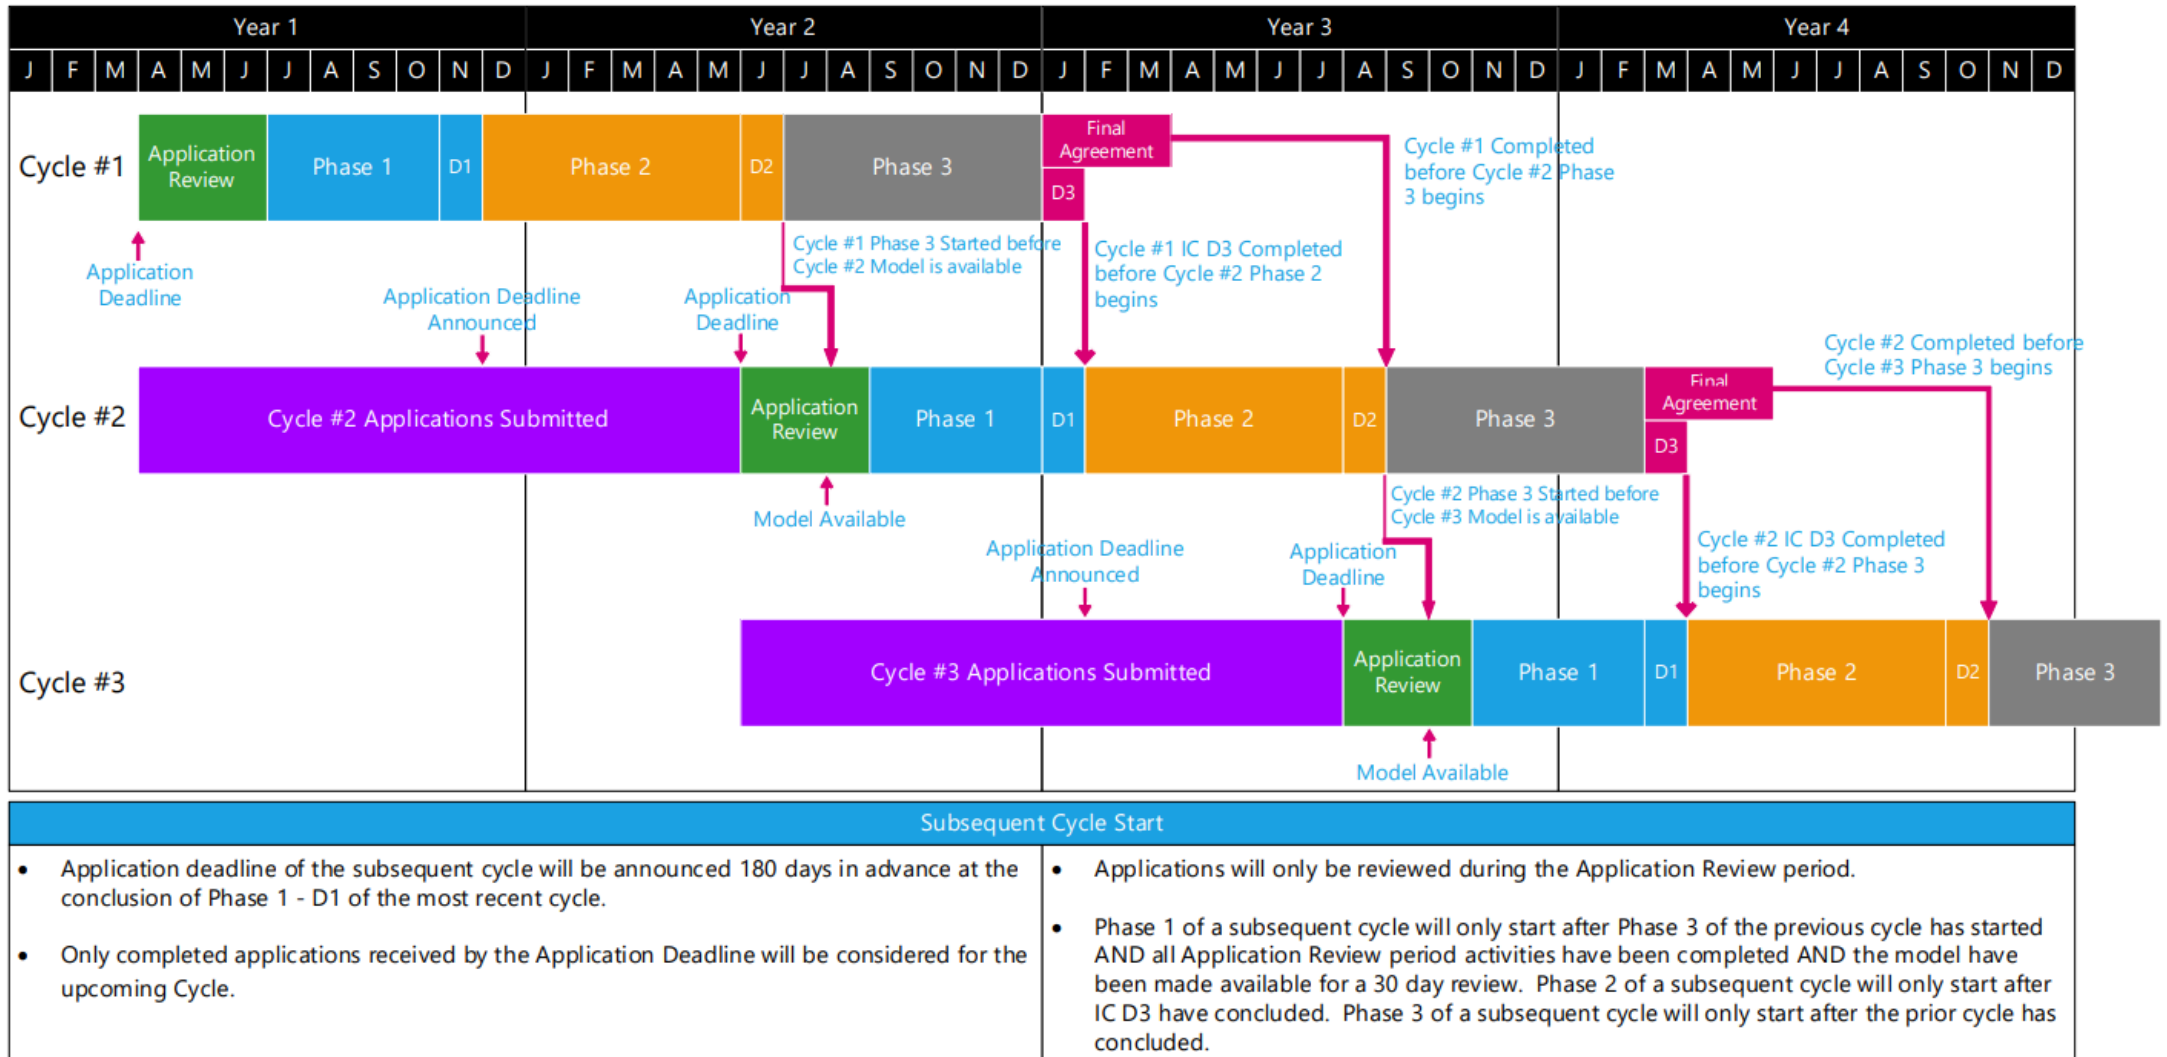 Year 1 Year 2 Year 3 Year 4
J F M A M J J A S O N D J F M A M J J A S O N D J F M A M J J A S O N D J F M A M J J A S O N D
Cycle #1
Application
Review
Phase 1
D1
Phase 2
D2
Phase 3
Final
Agreement
D3
Cycle #1 Completed
before Cycle #2 Phase
3 begins
Application
Deadline
Application Deadline
Announced
Application
Deadline
Cycle #1 Phase 3 Started before
Cycle #2 Model is available
Cycle #1 IC D3 Completed
before Cycle #2 Phase 2
begins
Cycle #2 Completed before
Cycle #3 Phase 3 begins
Cycle #2
Cycle #2 Applications Submitted
Application
Review
Phase 1
D1
Phase 2
D2
Phase 3
Final
Agreement
D3
Model Available
Cycle #2 Phase 3 Started before
Cycle #3 Model is available
Application Deadline
Announced
Application
Deadline
Cycle #2 IC D3 Completed
before Cycle #2 Phase 3
begins
Cycle #3
Cycle #3 Applications Submitted
Application
Review
Phase 1
D1
Phase 2
D2
Phase 3
Model Available
Subsequent Cycle Start
• Application deadline of the subsequent cycle will be announced 180 days in advance at the
conclusion of Phase 1 - D1 of the most recent cycle.
• Only completed applications received by the Application Deadline will be considered for the
upcoming Cycle.
• Applications will only be reviewed during the Application Review period.
• Phase 1 of a subsequent cycle will only start after Phase 3 of the previous cycle has started
AND all Application Review period activities have been completed AND the model have
been made available for a 30 day review. Phase 2 of a subsequent cycle will only start after
IC D3 have concluded. Phase 3 of a subsequent cycle will only start after the prior cycle has
concluded.